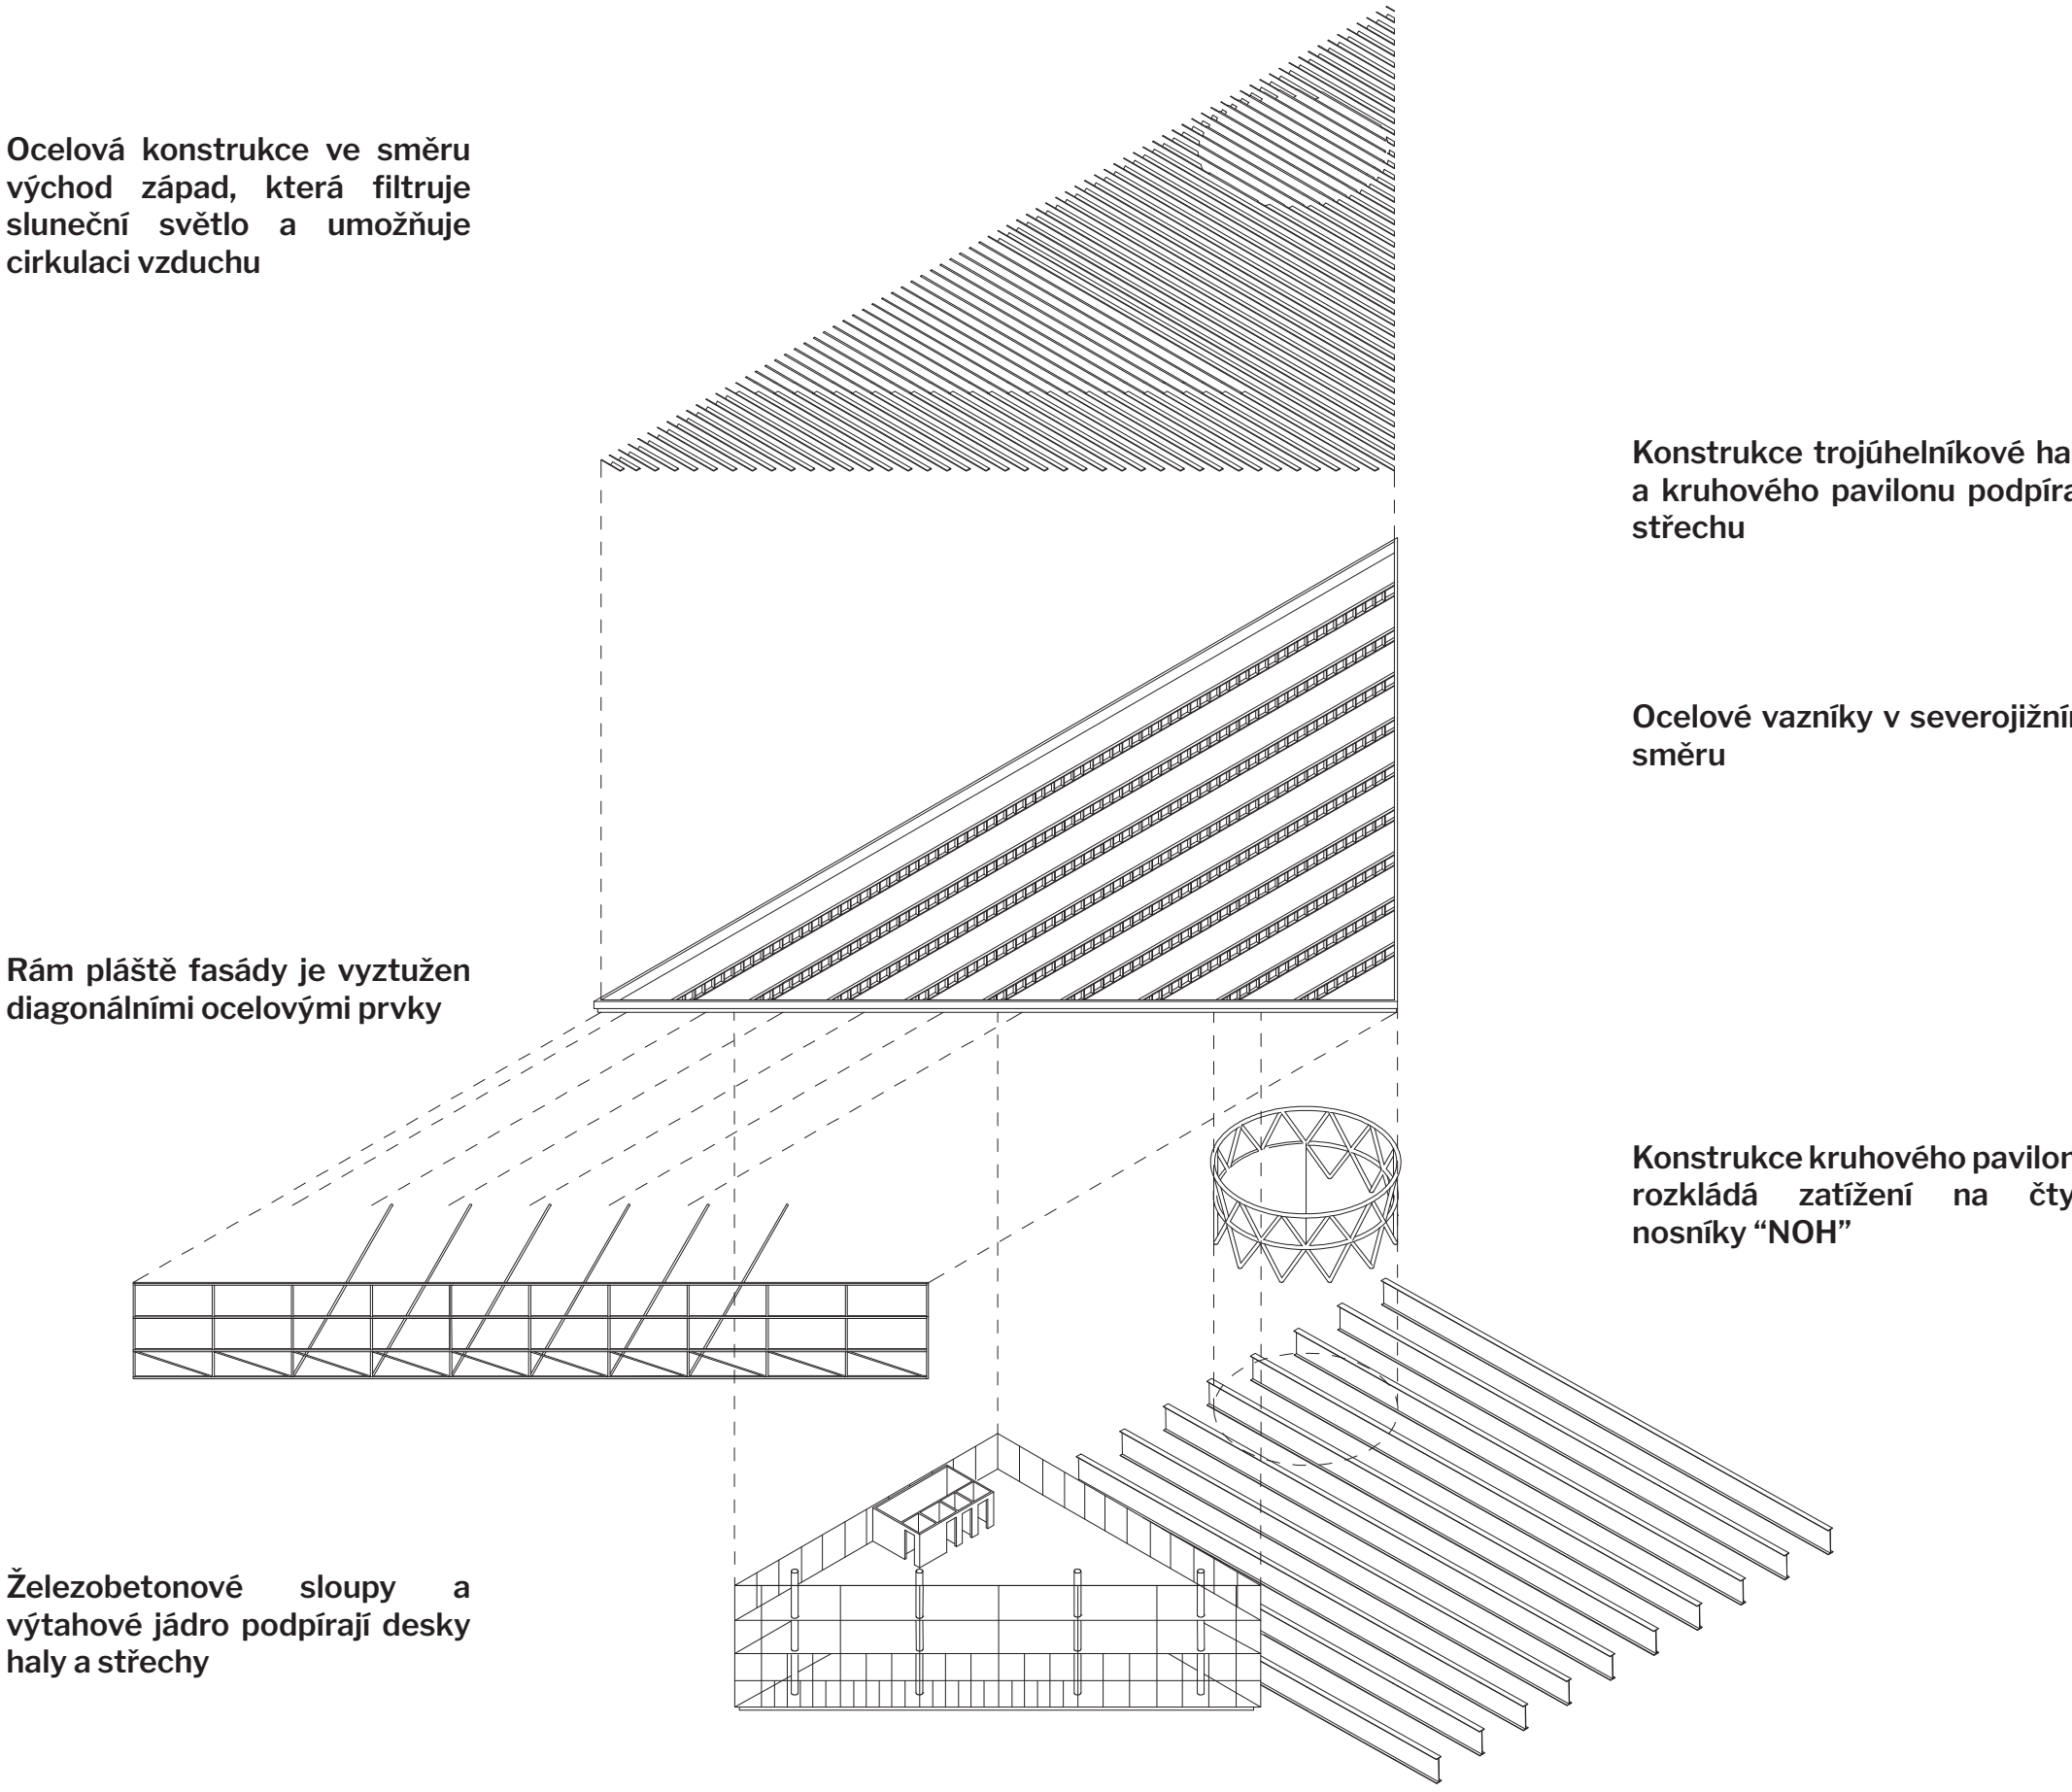 Ocelová konstrukce ve směru
východ západ, která filtruje
sluneční světlo a umožňuje
cirkulaci vzduchu
Rám pláště fasády je vyztužen
diagonálními ocelovými prvky
Železobetonové sloupy a
výtahové jádro podpírají desky
haly a střechy
Konstrukce trojúhelníkové ha
a kruhového pavilonu podpíra
střechu
Ocelové vazníky v severojižní
směru
Konstrukce kruhového pavilon
rozkládá zatížení na čty
nosníky “NOH”